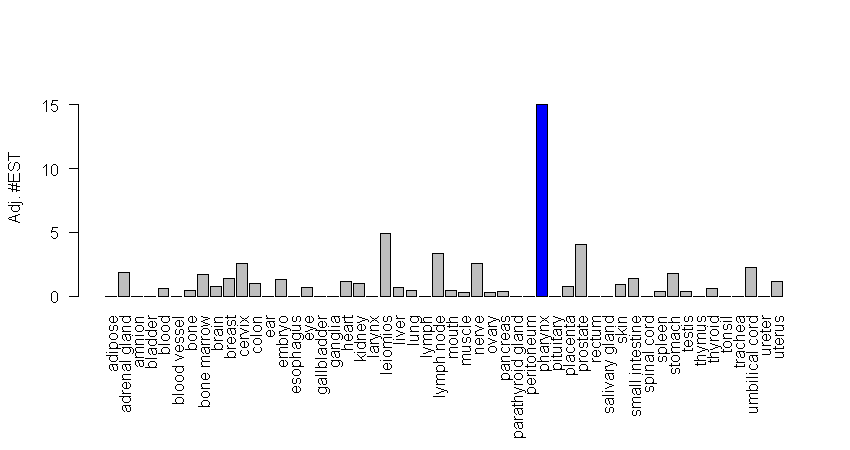 Adj. #EST
15
10
5
0
adipose
adrenal gland
amnion
bladder
blood
blood vessel
bone
bone marrow
brain
breast
cervix
colon
ear
embryo
esophagus
eye
gallbladder
ganglia
heart
kidney
larynx
leiomios
liver
lung
lymph
lymph node
mouth
muscle
nerve
ovary
pancreas
parathyroid gland
peritoneum
pharynx
pituitary
placenta
prostate
rectum
salivary gland
skin
small intestine
spinal cord
spleen
stomach
testis
thymus
thyroid
tonsil
trachea
umbilical cord
ureter
uterus